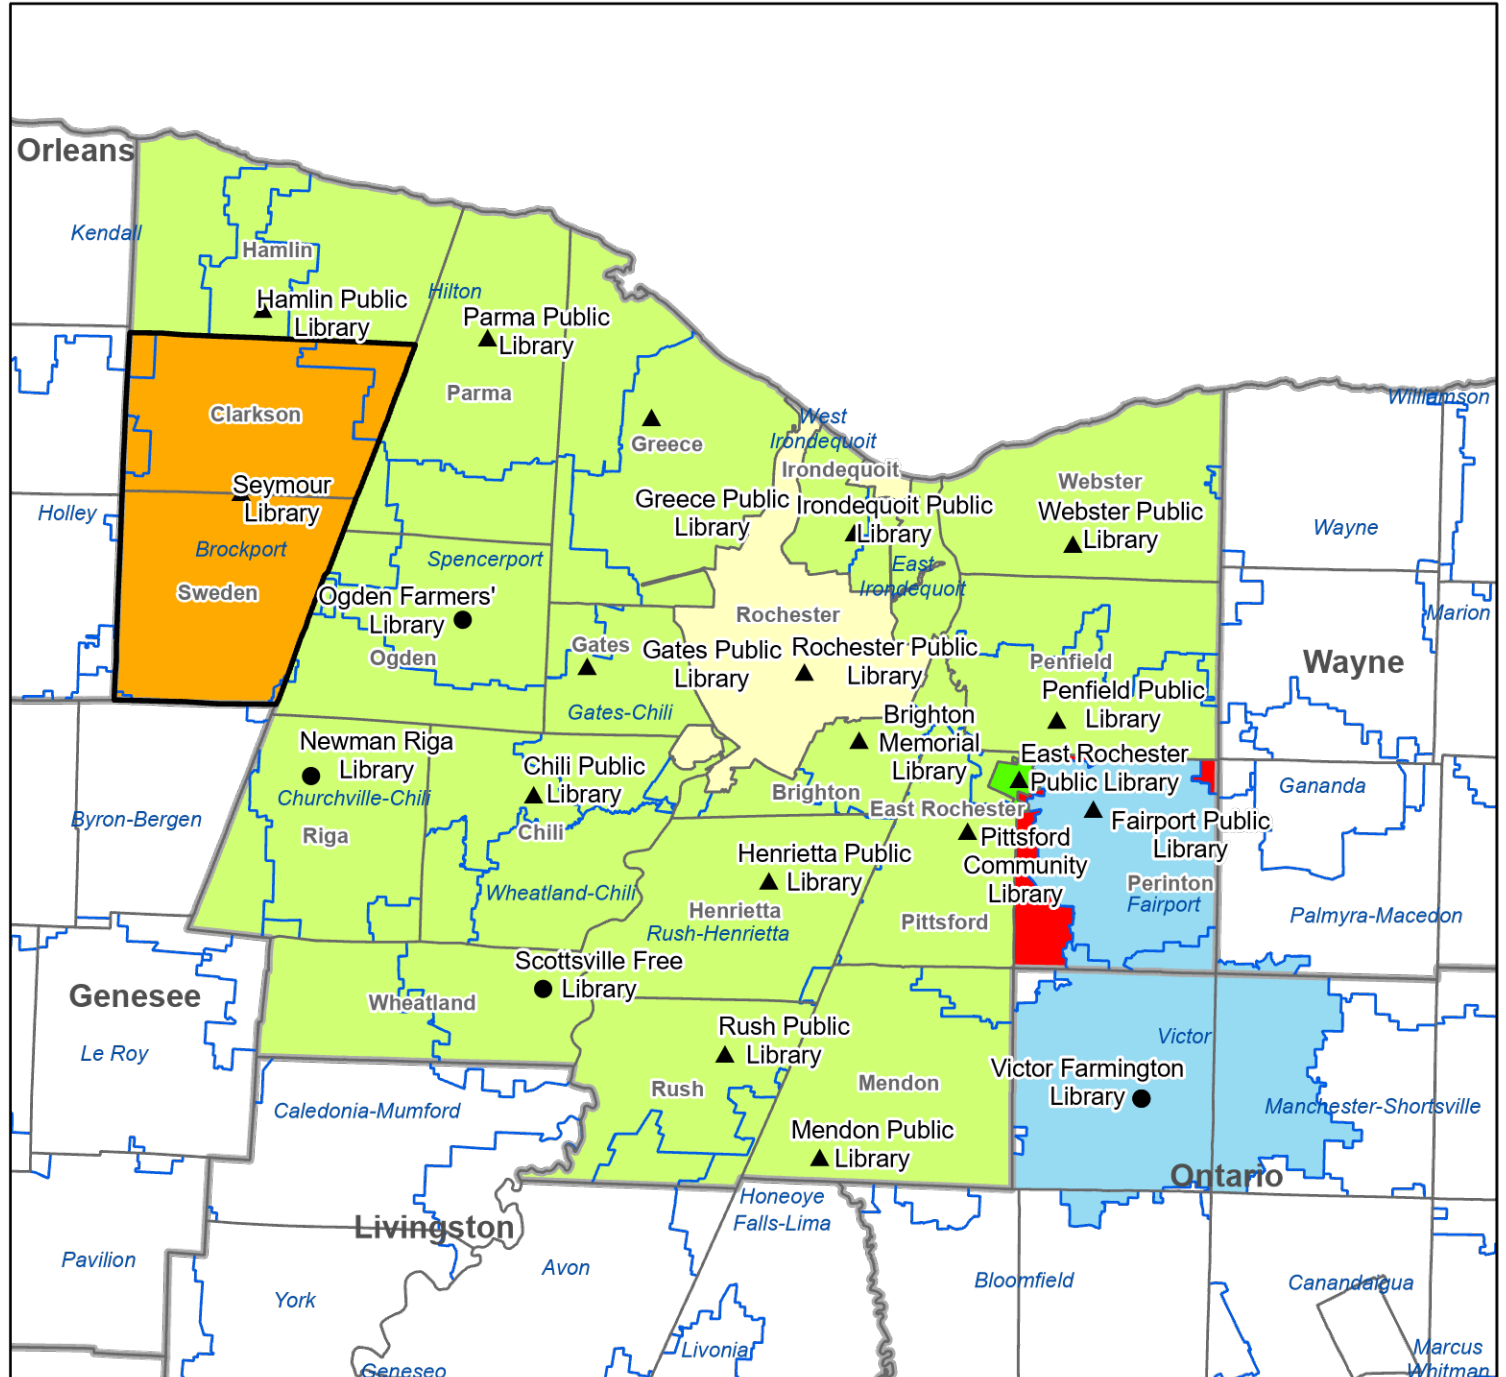 Orleans
Kendall
Hamlin
Hamlin Public
Library
Hilton
Parma Public
Library
Parma
Clarkson
Greece
West
Irondequoit
Irondequoit
Williamson
Webster
Seymour
Library
Greece Public
Library
Irondequoit Public
Library
Webster Public
Library
Holley
Wayne
Brockport
Spencerport
East
Irondequoit
Sweden
Ogden Farmers'
Library
Rochester
Marion
Ogden
Gates
Gates Public
Library
Rochester Public
Library
Penfield
Wayne
Penfield Public
Library
Gates-Chili
Brighton
Memorial
Library
Newman Riga
Library
Chili Public
Library
East Rochester
Public Library
Churchville-Chili
Brighton
Gananda
Byron-Bergen
Riga
Chili
East Rochester
Pittsford
Community
Library
Fairport Public
Library
Henrietta Public
Library
Wheatland-Chili
Perinton
Fairport
Henrietta
Rush-Henrietta
Pittsford
Palmyra-Macedon
Scottsville Free
Library
Genesee
Wheatland
Rush Public
Library
Victor
Le Roy
Victor Farmington
Library
Rush
Mendon
Caledonia-Mumford
Manchester-Shortsville
Mendon Public
Library
Ontario
Honeoye
Falls-Lima
Livingston
Pavilion
Avon
Bloomfield
Canandaigua
York
Livonia
Marcus
Whitman
Geneseo